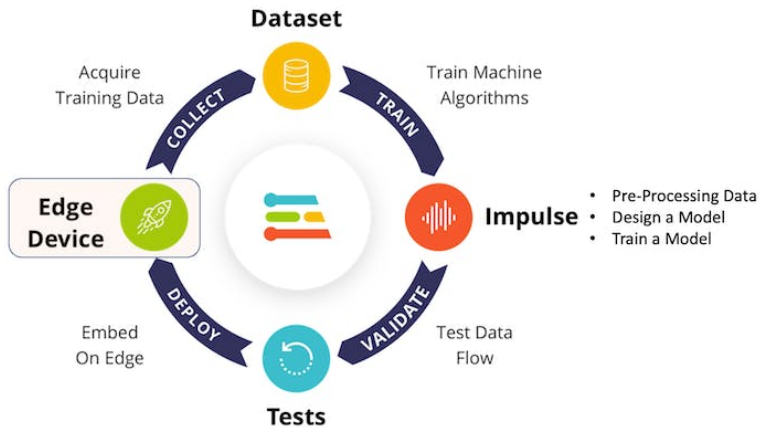 Dataset
Acquire
Training Data
COLLECT
TRAIN
Train Machine
Algorithms
Edge
Device
Impulse
• Pre-Processing Data
• Design a Model
• Train a Model
DEPLOY
VALIDATE
Embed
On Edge
Test Data
Flow
Tests